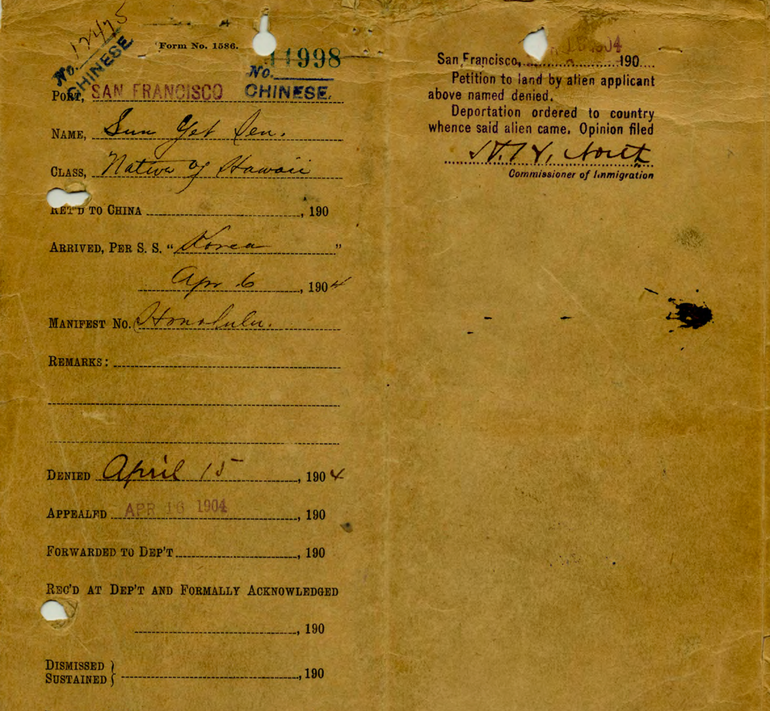 No. 12475
CHINESE
Form No. 1586.
11998
No.
CHINESE
PORT, SAN FRANCISCO
NAME, Sun Yet Sen.
CLASS, Native of Hawaii
RET'D TO CHINA , 190
ARRIVED, PER S. S. " Korea "
Apr 6 , 1904
MANIFEST NO. Honolulu.
REMARKS:
DENIED April 15 , 1904
APPEALED APR 16 1904 , 190
FORWARDED TO DEP'T , 190
REC'D AT DEP'T AND FORMALLY ACKNOWLEDGED
, 190
DISMISSED
SUSTAINED } , 190
San Francisco, 1904 190
Petition to land by alien applicant
above named denied.
Deportation ordered to country
whence said alien came. Opinion filed
H. H. North
Commissioner of Immigration